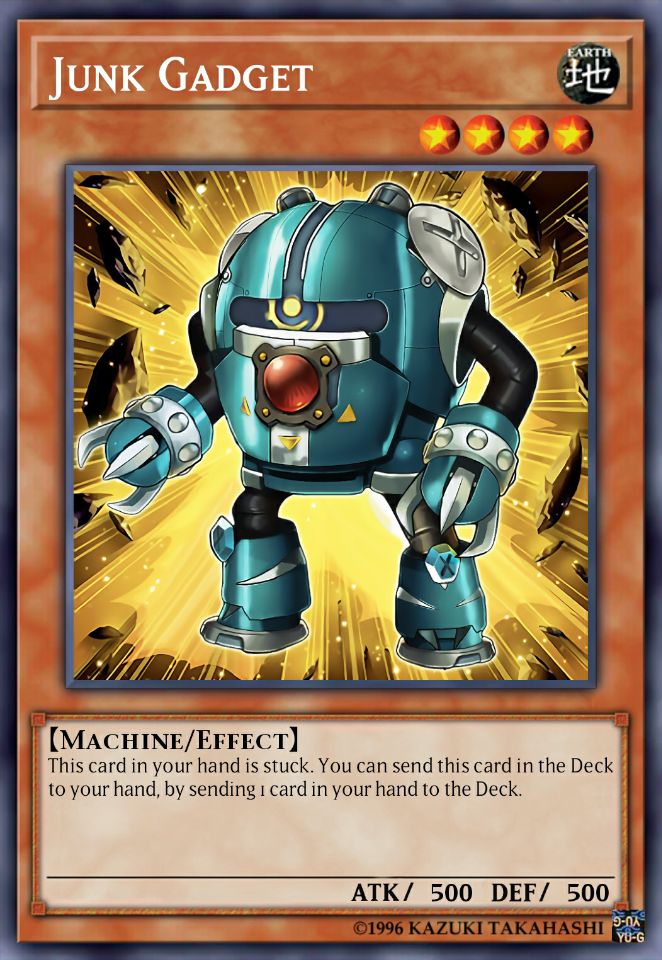 Junk Gadget
EARTH
地
【Machine/Effect】
This card in your hand is stuck. You can send this card in the Deck
to your hand, by sending 1 card in your hand to the Deck.
ATK/ 500 DEF/ 500
©1996 KAZUKI TAKAHASHI